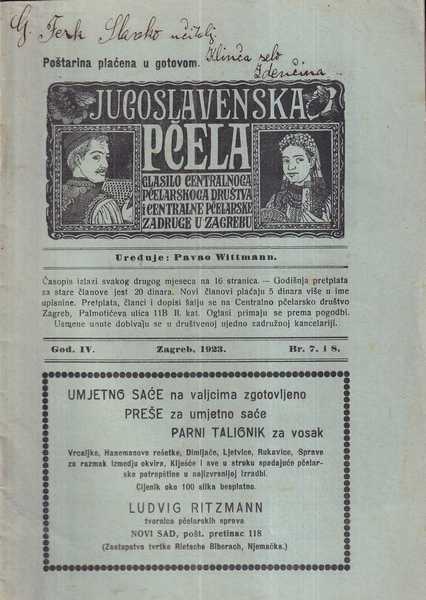 G. Ferk Slavko učitelj
Klinča selo
Zdenčina
Poštarina plaćena u gotovom.
JUGOSLAVENSKA
PČELA
GLASILO CENTRALNOGA
PČELARSKOGA DRUŠTVA
I CENTRALNE PČELARSKE
ZADRUGE U ZAGREBU
Uređuje: Pavao Wittmann.
Časopis izlazi svakog drugog mjeseca na 16 stranica. — Godišnja pretplata
za stare članove jest 20 dinara. Novi članovi plaćaju 5 dinara više u ime
upisnine. Pretplata, članci i dopisi šalju se na Centralno pčelarsko društvo
Zagreb, Palmotićeva ulica 11B II. kat. Oglasi primaju se prema pogodbi.
Usmene upute dobivaju se u društvenoj ujedno zadružnoj kancelariji.
God. IV. Zagreb, 1923. Br. 7. i 8.
UMJETNO SAĆE na valjcima zgotovljeno
PREŠE za umjetno saće
PARNI TALIONIK za vosak
Vrcaljke, Hanemanove rešetke, Dimljače, Ljetvice, Rukavice, Sprave
za razmak između okvira, Kliješće i sve u struku spadajuće pčelar-
ske potrepštine u najizvrsnijoj izradbi.
Cijenik oko 100 slika besplatno.
LUDVIG RITZMANN
tvornica pčelarskih sprava
NOVI SAD, pošt. pretinac 118
(Zastupstvo tvrtke Rietsche Biberach, Njemačka.)